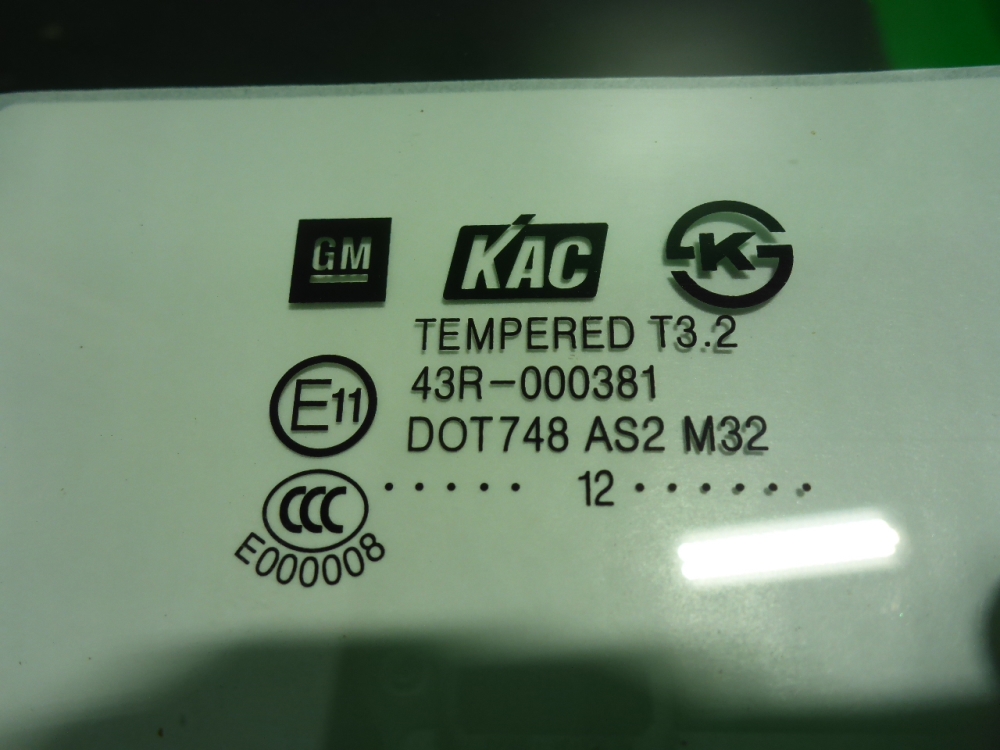 GM KAC K
TEMPERED T3.2
E11 43R-000381
DOT748 AS2 M32
CCC ····· 12 ······
E000008